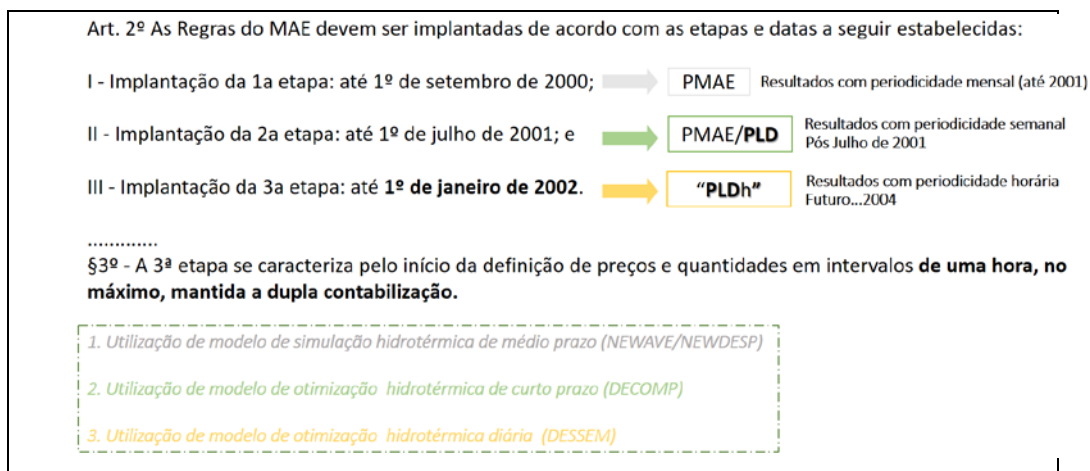 Art. 2º As Regras do MAE devem ser implantadas de acordo com as etapas e datas a seguir estabelecidas:
I - Implantação da 1a etapa: até 1º de setembro de 2000; PMAE Resultados com periodicidade mensal (até 2001)
II - Implantação da 2a etapa: até 1º de julho de 2001; e PMAE/PLD Resultados com periodicidade semanal
Pós Julho de 2001
III - Implantação da 3a etapa: até 1º de janeiro de 2002. "PLDh" Resultados com periodicidade horária
Futuro...2004
.............
§3º - A 3ª etapa se caracteriza pelo início da definição de preços e quantidades em intervalos de uma hora, no
máximo, mantida a dupla contabilização.
1. Utilização de modelo de simulação hidrotérmica de médio prazo (NEWAVE/NEWDESP)
2. Utilização de modelo de otimização hidrotérmica de curto prazo (DECOMP)
3. Utilização de modelo de otimização hidrotérmica diária (DESSEM)